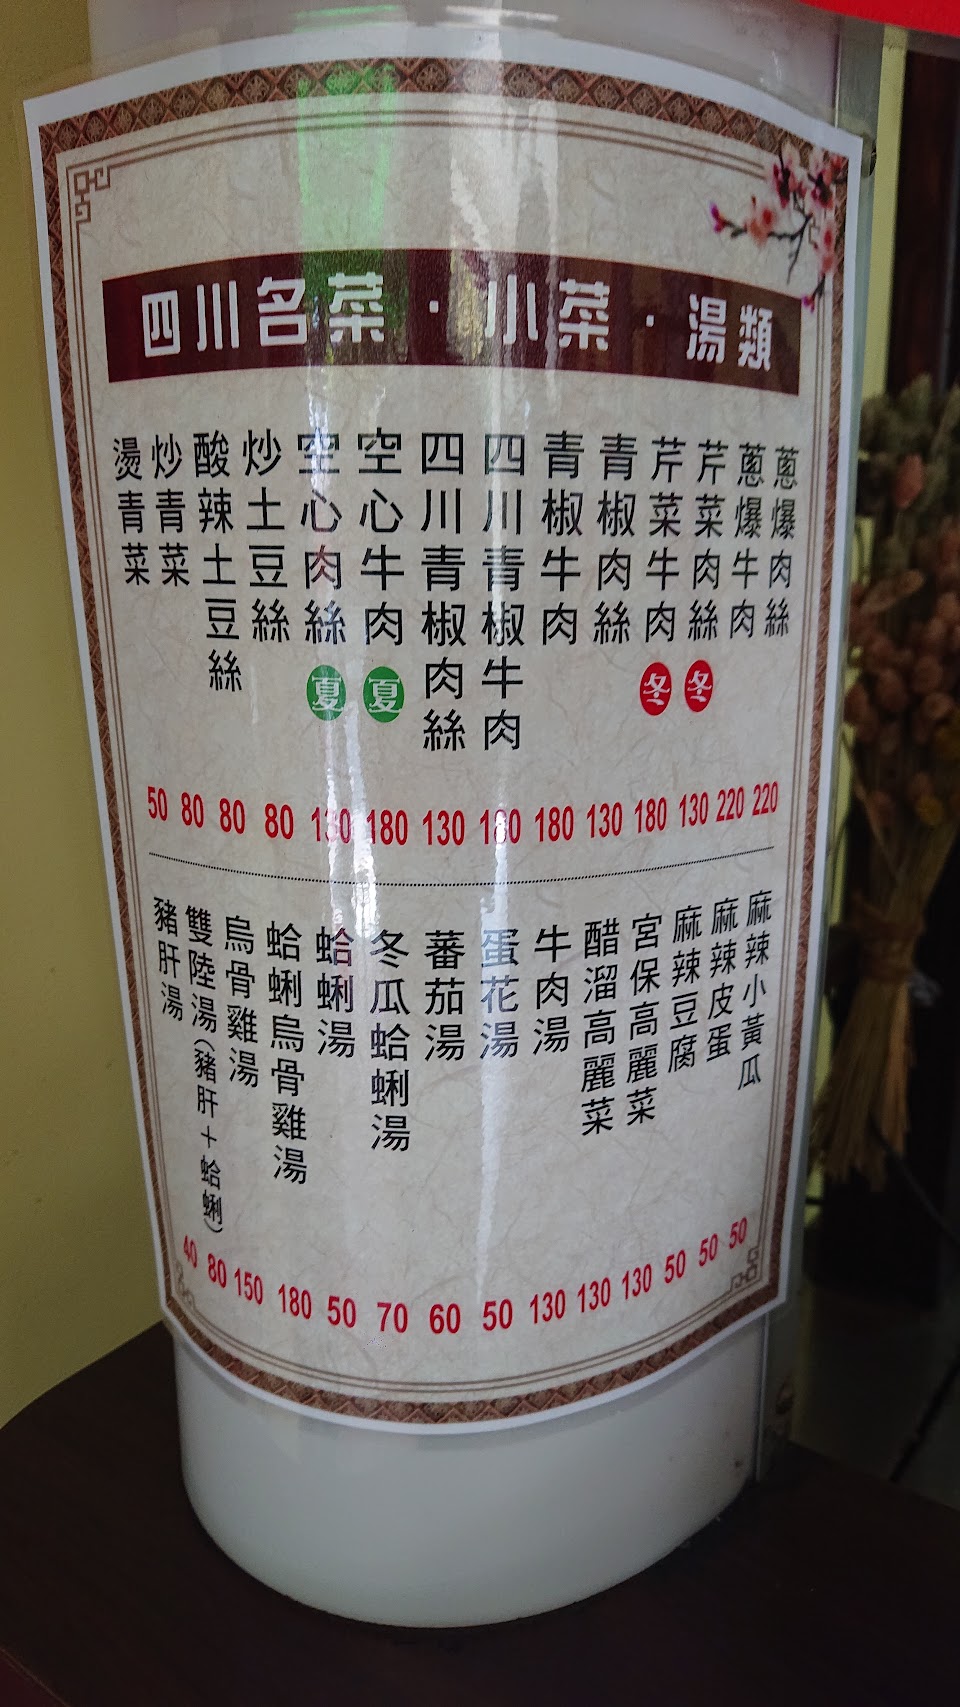 四川名菜・小菜・湯類
蔥爆肉絲
蔥爆牛肉
芹菜肉絲 冬
芹菜牛肉 冬
青椒肉絲
青椒牛肉
四川青椒牛肉
四川青椒肉絲
空心牛肉 夏
空心肉絲 夏
炒土豆絲
酸辣土豆絲
炒青菜
燙青菜
50 80 80 80 130 180 130 180 180 130 180 130 220 220
麻辣小黃瓜
麻辣皮蛋
麻辣豆腐
宮保高麗菜
醋溜高麗菜
牛肉湯
蛋花湯
蕃茄湯
冬瓜蛤蜊湯
蛤蜊湯
蛤蜊烏骨雞湯
烏骨雞湯
雙陸湯(豬肝+蛤蜊)
豬肝湯
40 80 150 180 50 70 60 50 130 130 130 50 50 50